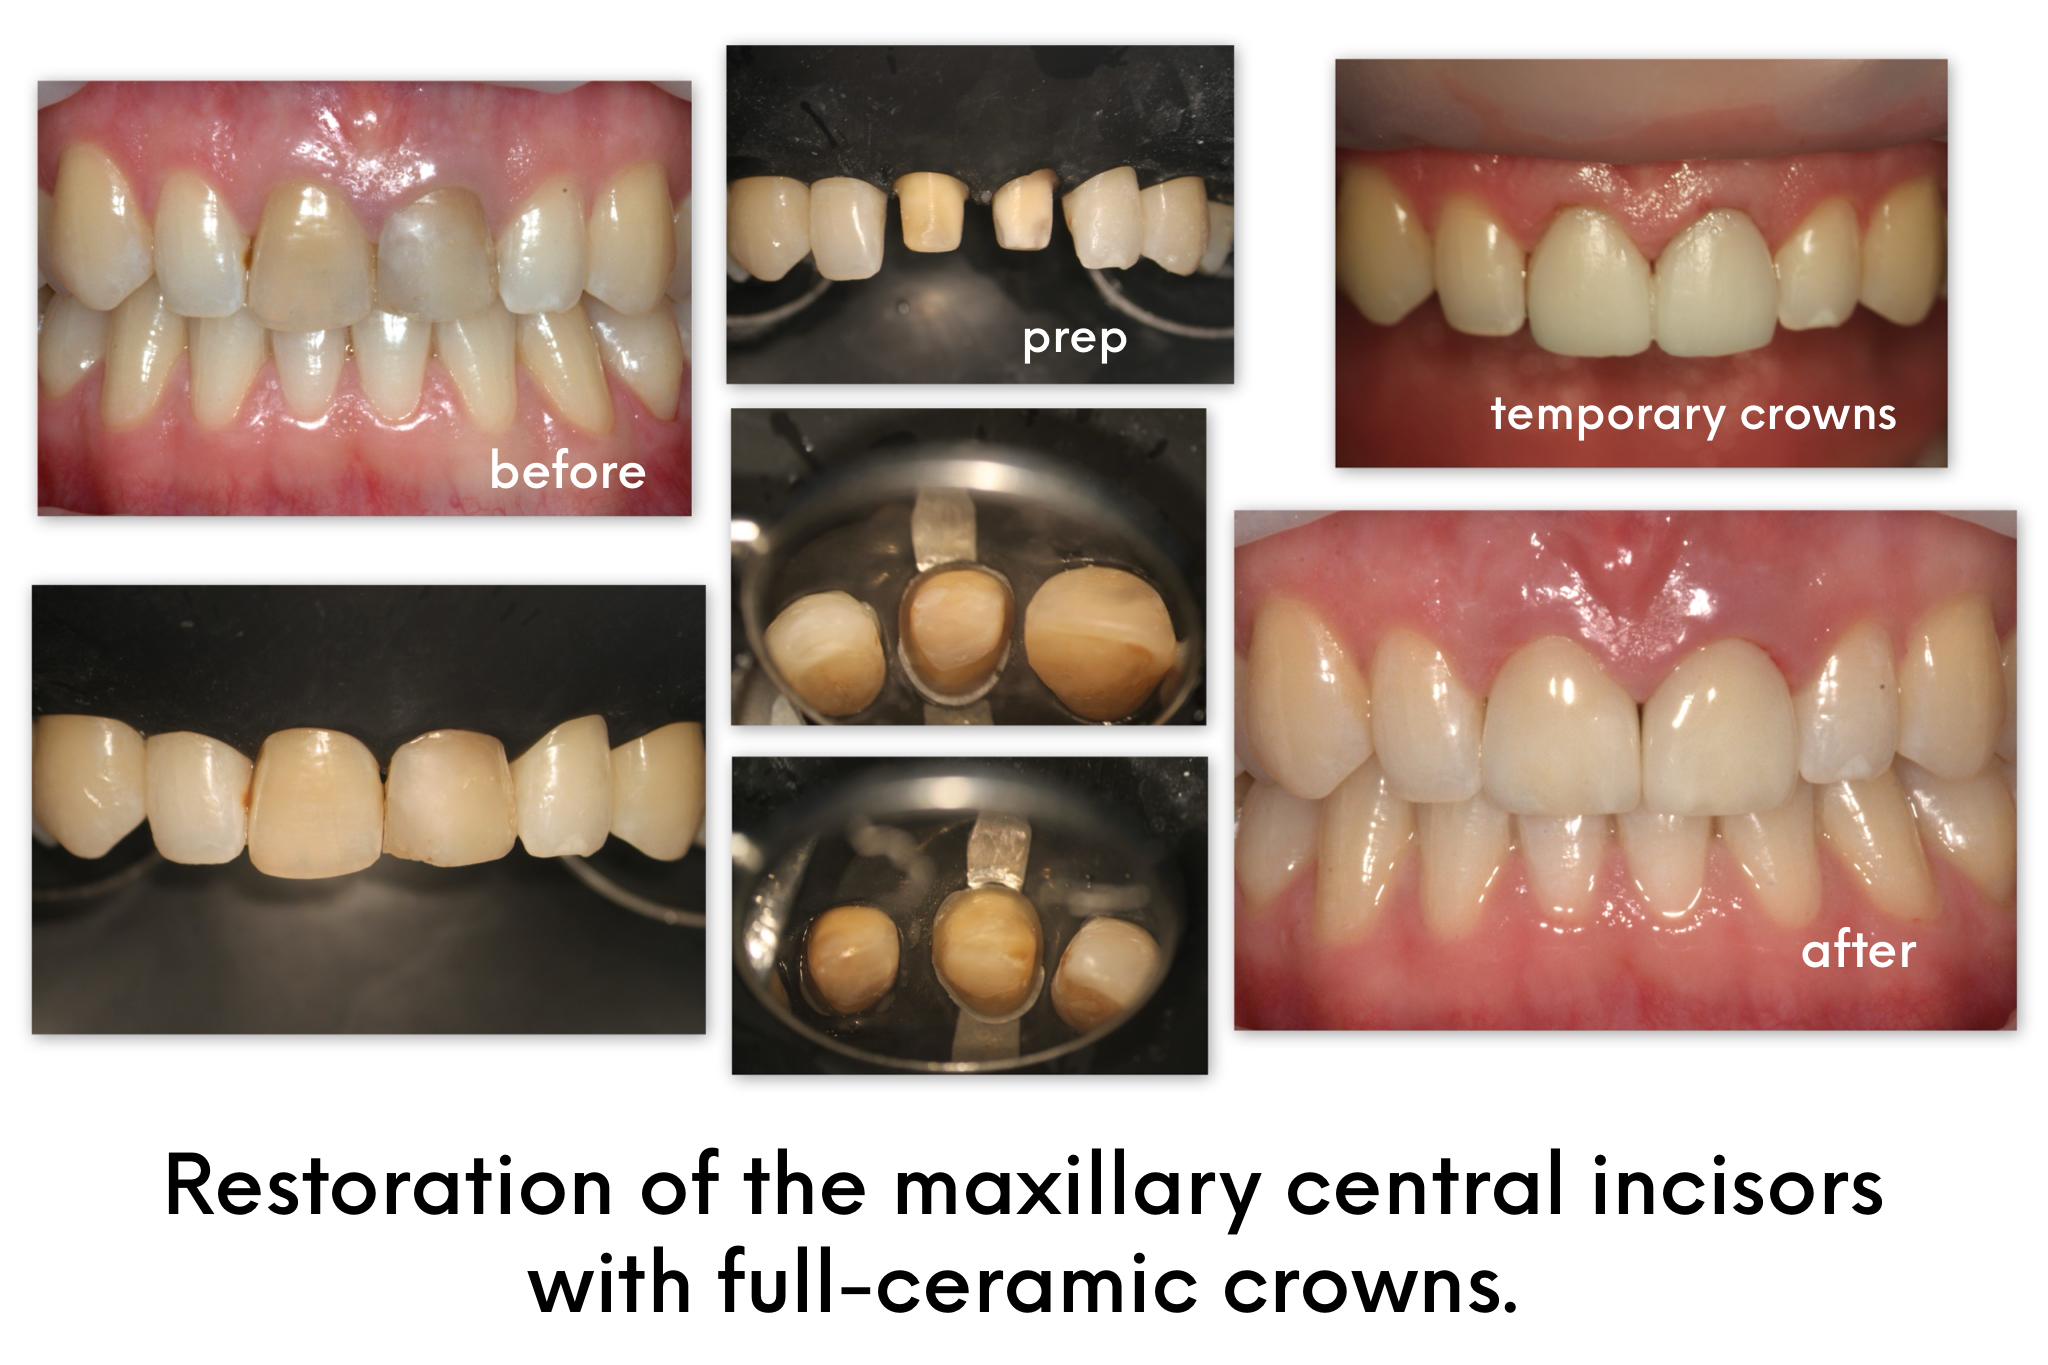 before
prep
temporary crowns
after
Restoration of the maxillary central incisors
with full-ceramic crowns.